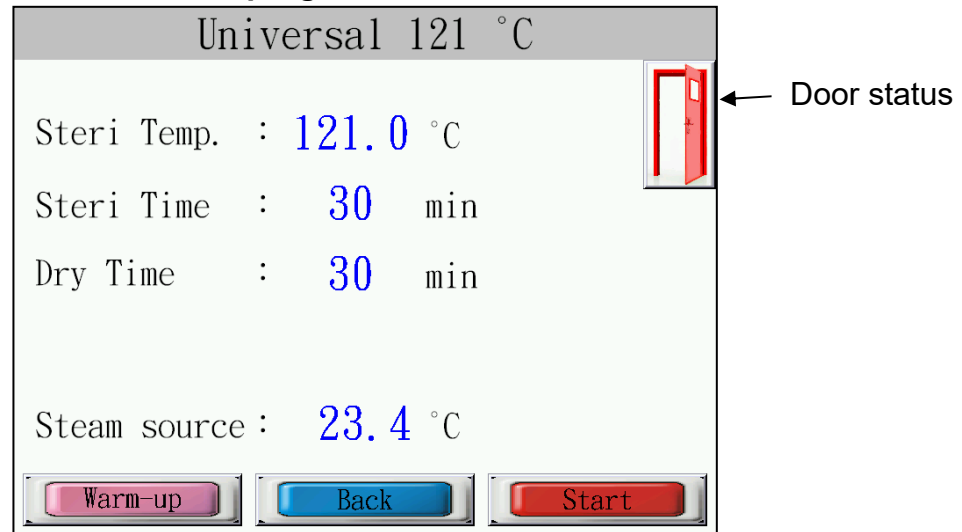 Universal 121 °C
Door status
Steri Temp. : 121.0 °C
Steri Time : 30 min
Dry Time : 30 min
Steam source : 23.4 °C
Warm-up Back Start